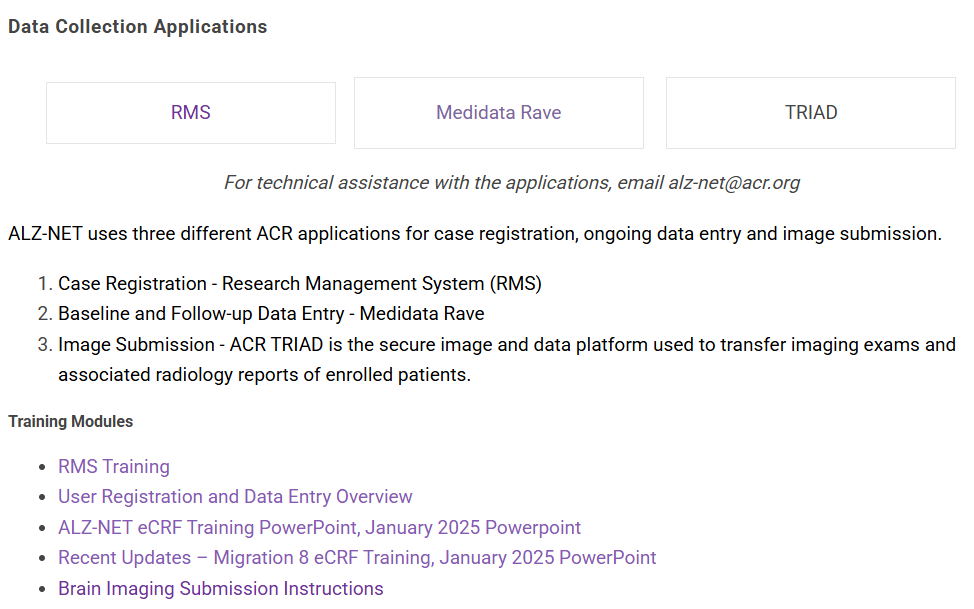 Data Collection Applications
RMS
Medidata Rave
TRIAD
For technical assistance with the applications, email alz-net@acr.org
ALZ-NET uses three different ACR applications for case registration, ongoing data entry and image submission.
1. Case Registration - Research Management System (RMS)
2. Baseline and Follow-up Data Entry - Medidata Rave
3. Image Submission - ACR TRIAD is the secure image and data platform used to transfer imaging exams and
associated radiology reports of enrolled patients.
Training Modules
• RMS Training
• User Registration and Data Entry Overview
• ALZ-NET eCRF Training PowerPoint, January 2025 Powerpoint
• Recent Updates – Migration 8 eCRF Training, January 2025 PowerPoint
• Brain Imaging Submission Instructions